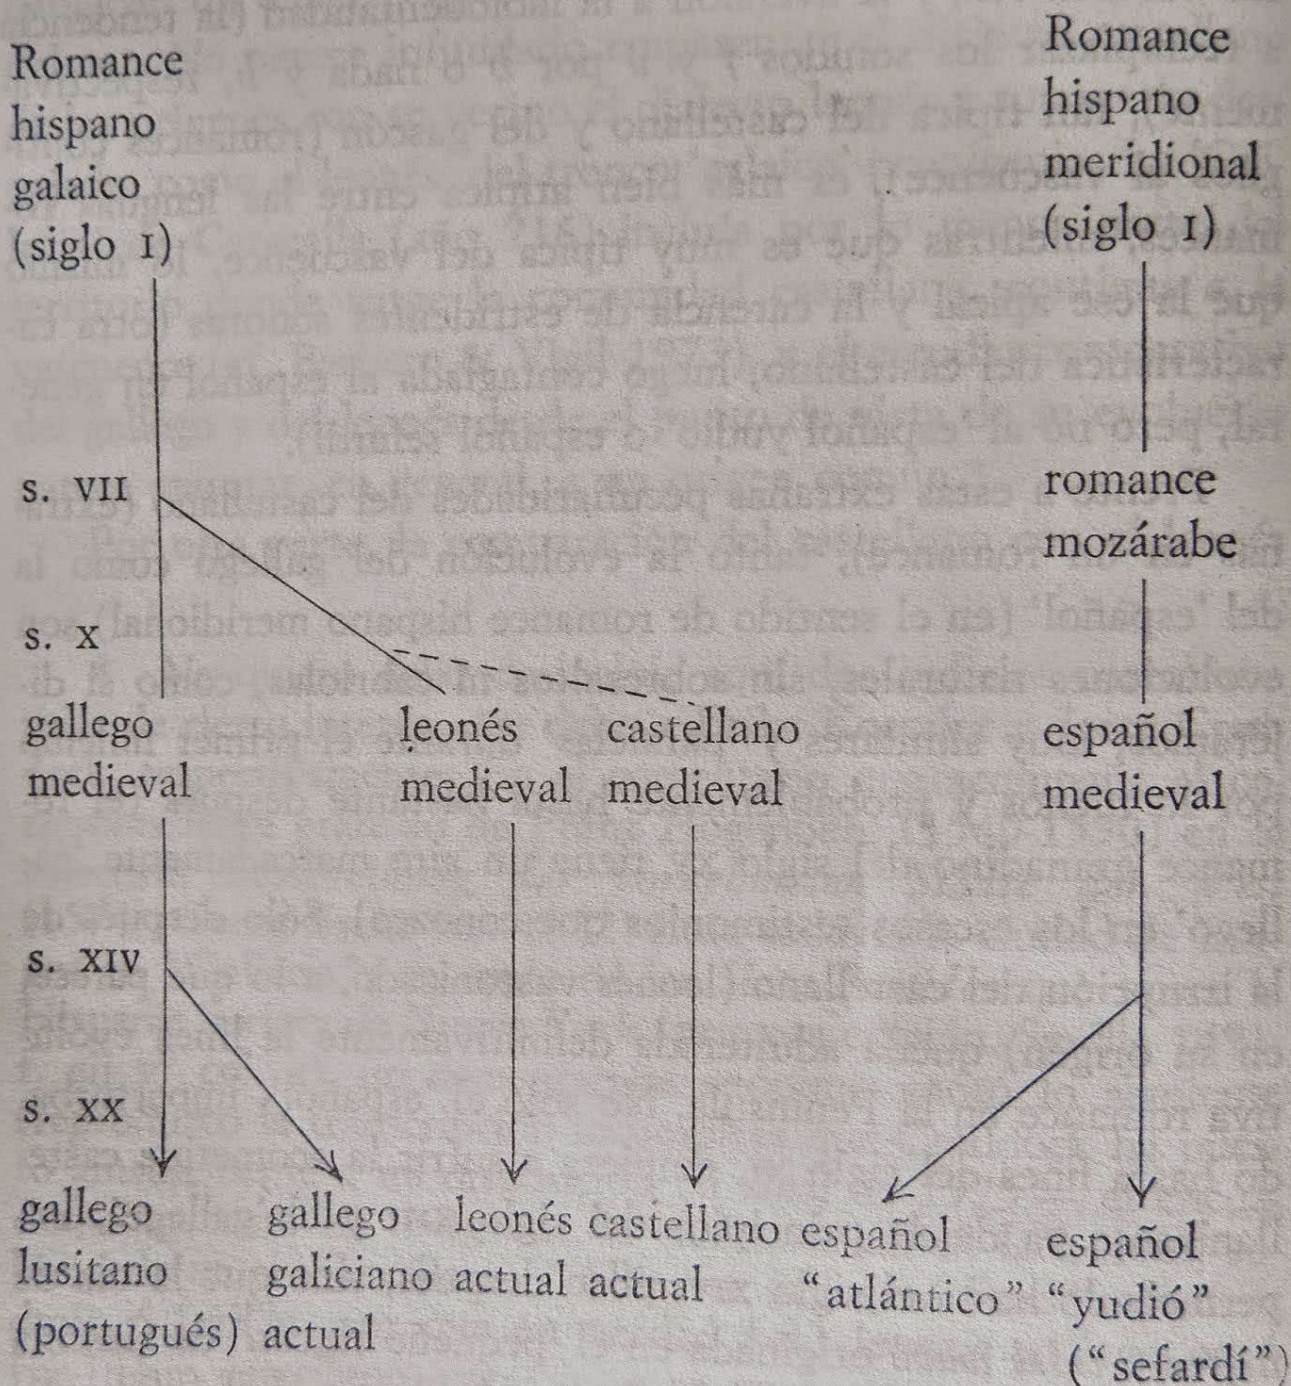 Romance
hispano
galaico
(siglo I)
Romance
hispano
meridional
(siglo I)
s. VII
romance
mozárabe
s. X
gallego
medieval
leonés
medieval
castellano
medieval
español
medieval
s. XIV
s. XX
gallego
lusitano
(portugués)
gallego
galiciano
actual
leonés
actual
castellano
actual
español
“atlántico”
español
“yudió”
(“sefardí”)